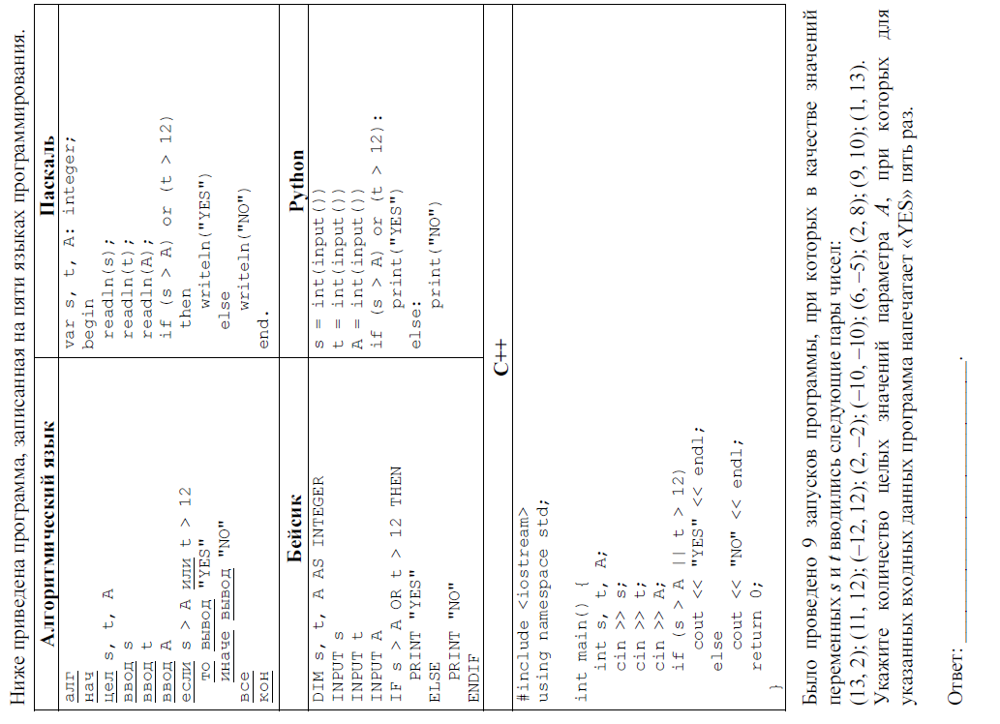 Ниже приведена программа, записанная на пяти языках программирования.
Алгоритмический язык
Паскаль
алг
нач
цел s, t, A
ввод s
ввод t
ввод A
если s > A или t > 12
то вывод "YES"
иначе вывод "NO"
все
кон
var s, t, A: integer;
begin
readln(s);
readln(t);
readln(A);
if (s > A) or (t > 12)
then
writeln("YES")
else
writeln("NO")
end.
Бейсик
Python
DIM s, t, A AS INTEGER
INPUT s
INPUT t
INPUT A
IF s > A OR t > 12 THEN
PRINT "YES"
ELSE
PRINT "NO"
ENDIF
s = int(input())
t = int(input())
A = int(input())
if (s > A) or (t > 12):
print("YES")
else:
print("NO")
C++
#include <iostream>
using namespace std;
int main() {
int s, t, A;
cin >> s;
cin >> t;
cin >> A;
if (s > A || t > 12)
cout << "YES" << endl;
else
cout << "NO" << endl;
return 0;
}
Было проведено 9 запусков программы, при которых в качестве значений
переменных s и t вводились следующие пары чисел:
(13, 2); (11, 12); (–12, 12); (2, –2); (–10, –10); (6, –5); (2, 8); (9, 10); (1, 13).
Укажите количество целых значений параметра A, при которых для
указанных входных данных программа напечатает «YES» пять раз.
Ответ: ___________________________.